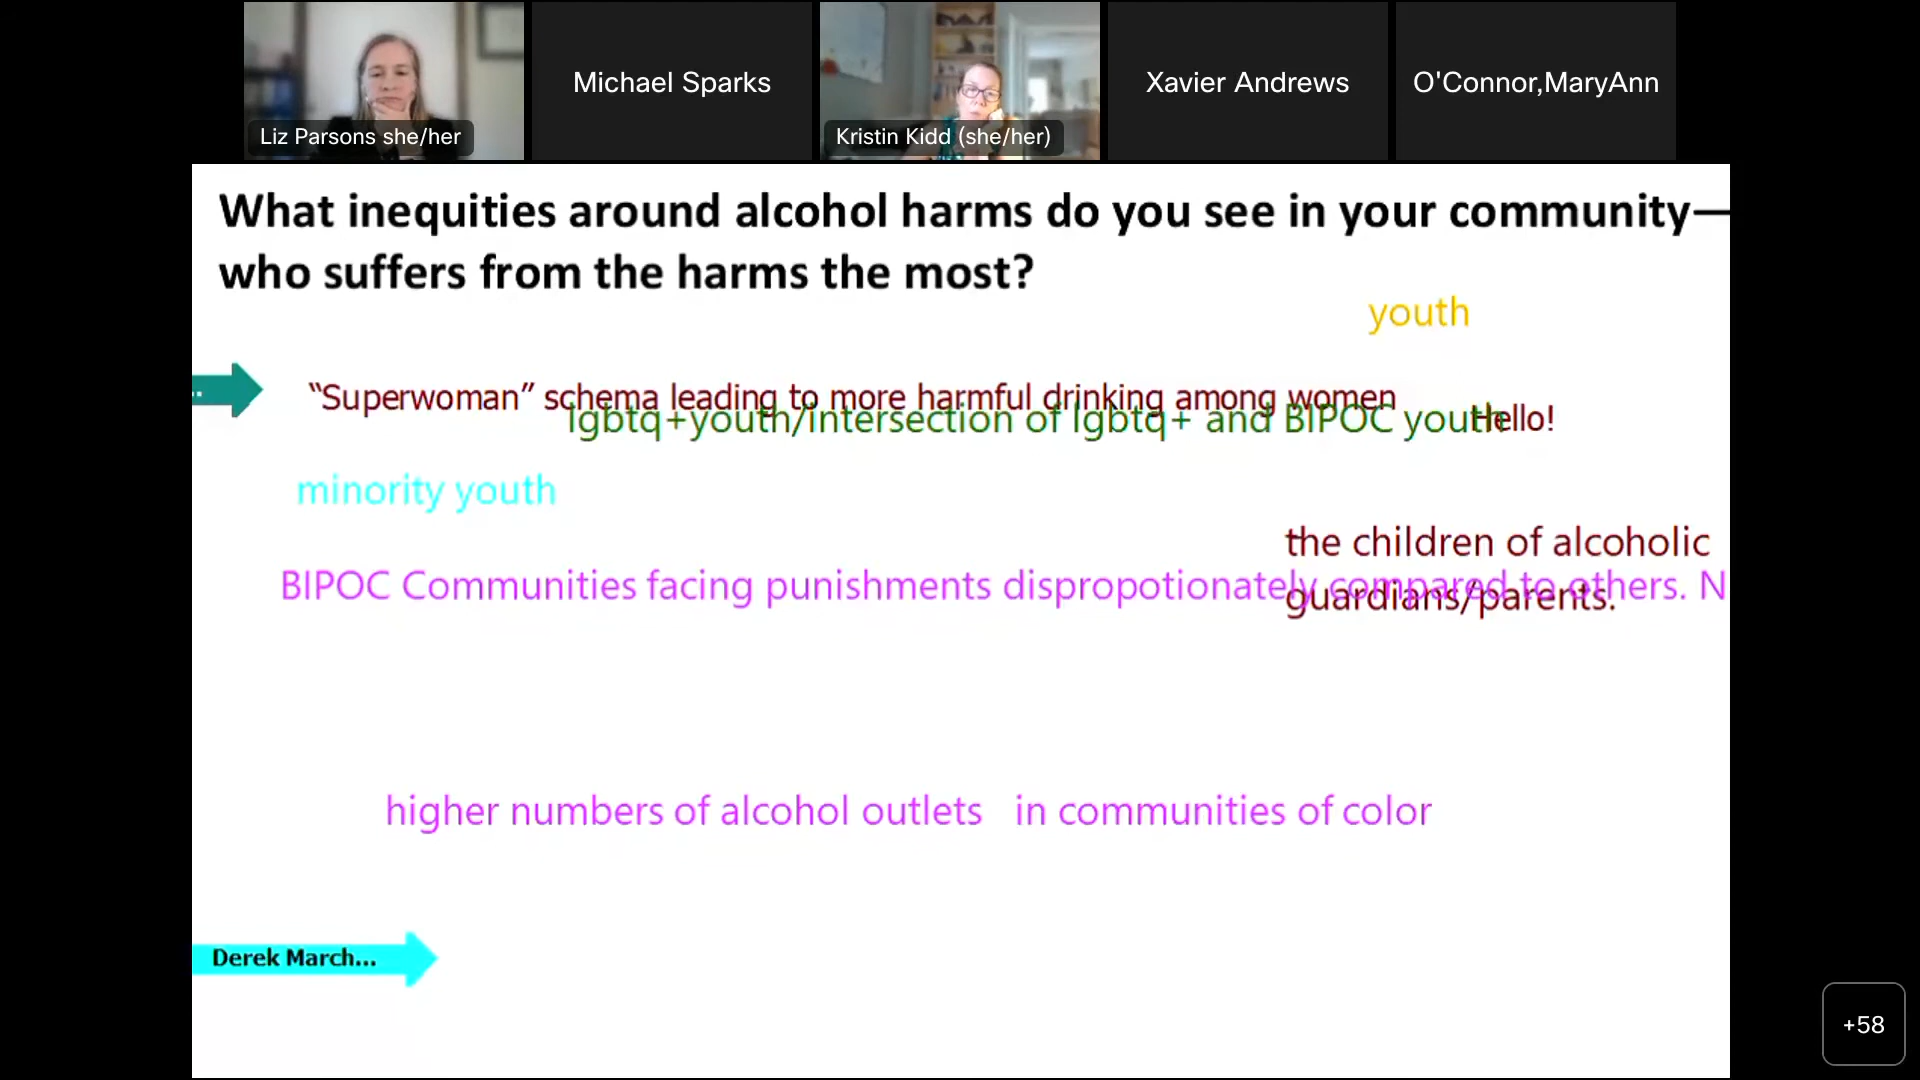 Liz Parsons she/her
Michael Sparks
Kristin Kidd (she/her)
Xavier Andrews
O'Connor,MaryAnn
What inequities around alcohol harms do you see in your community—
who suffers from the harms the most?
youth
..
“Superwoman” schema leading to more harmful drinking among women
lgbtq+youth/intersection of lgbtq+ and BIPOC youth
Hello!
minority youth
the children of alcoholic
guardians/parents.
BIPOC Communities facing punishments dispropotionately compared to others. N
higher numbers of alcohol outlets   in communities of color
Derek March...
+58